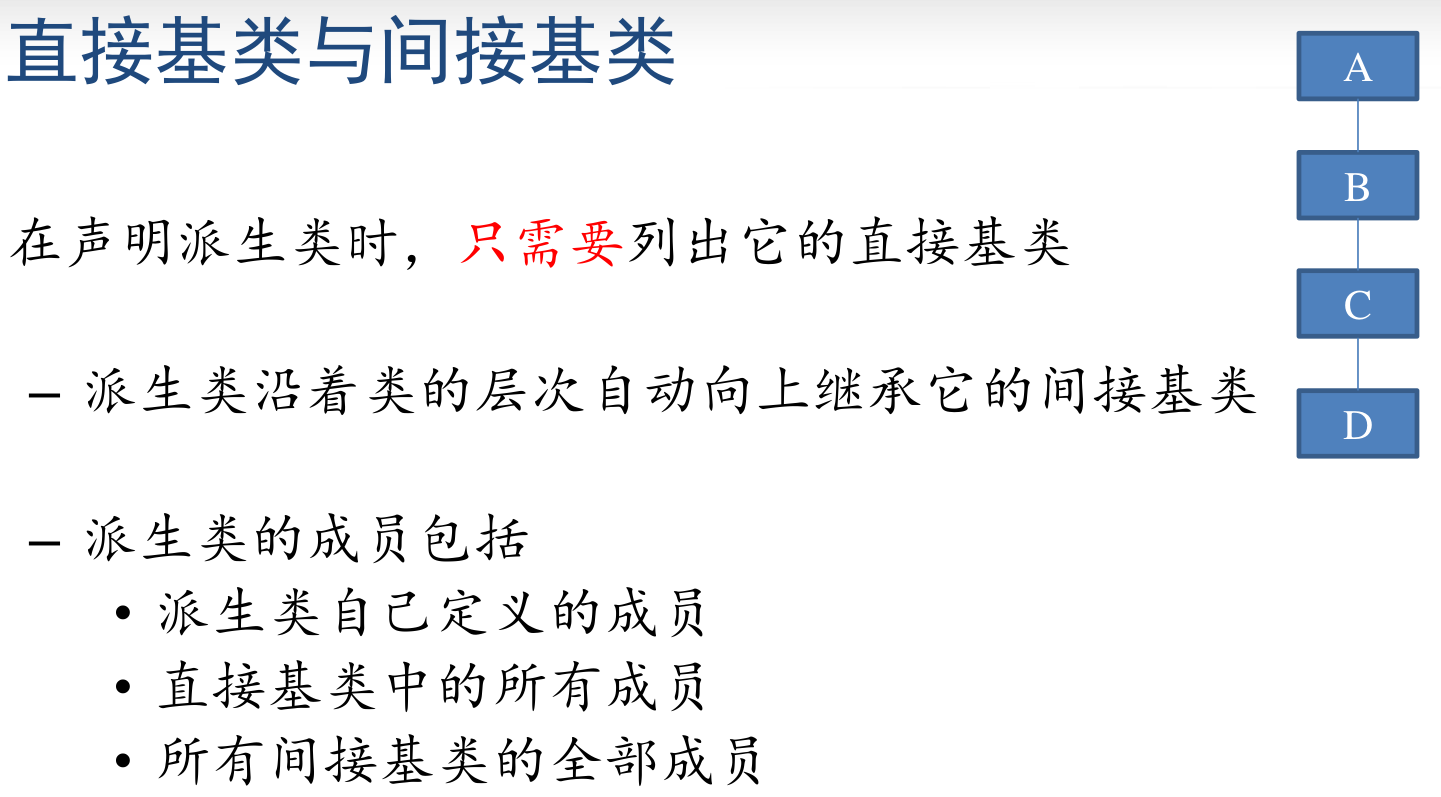 直接基类与间接基类
A
B
C
D
在声明派生类时，只需要列出它的直接基类
– 派生类沿着类的层次自动向上继承它的间接基类
– 派生类的成员包括
• 派生类自己定义的成员
• 直接基类中的所有成员
• 所有间接基类的全部成员